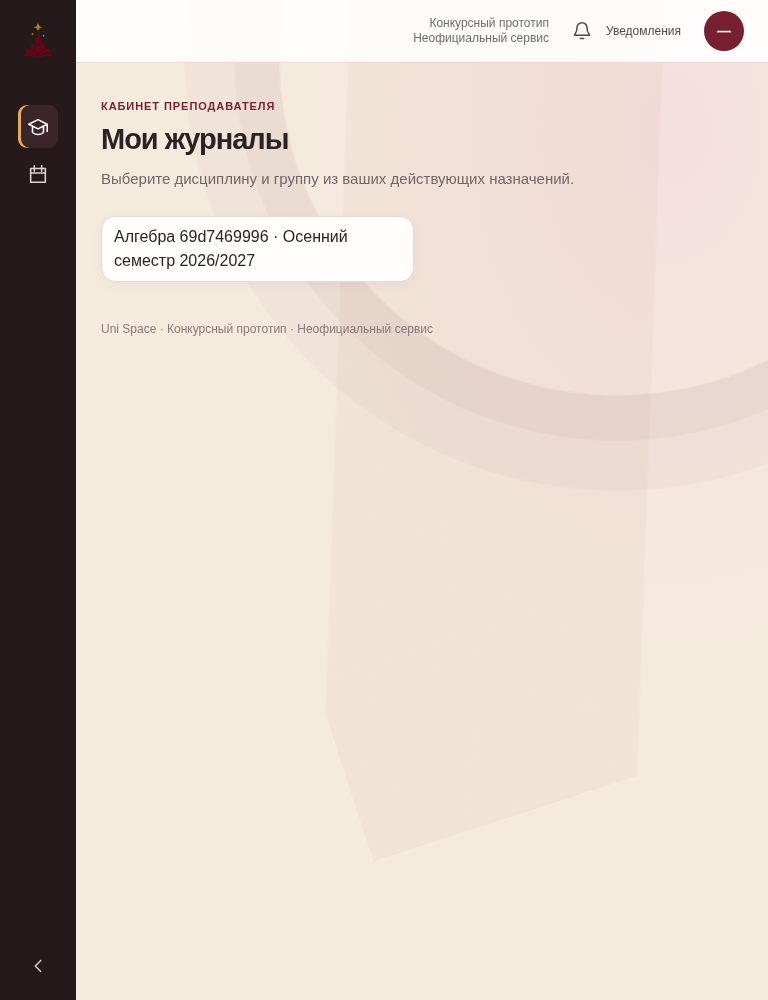 Конкурсный прототип
Неофициальный сервис
Уведомления
—
КАБИНЕТ ПРЕПОДАВАТЕЛЯ
Мои журналы
Выберите дисциплину и группу из ваших действующих назначений.
Алгебра 69d7469996 · Осенний
семестр 2026/2027
Uni Space · Конкурсный прототип · Неофициальный сервис